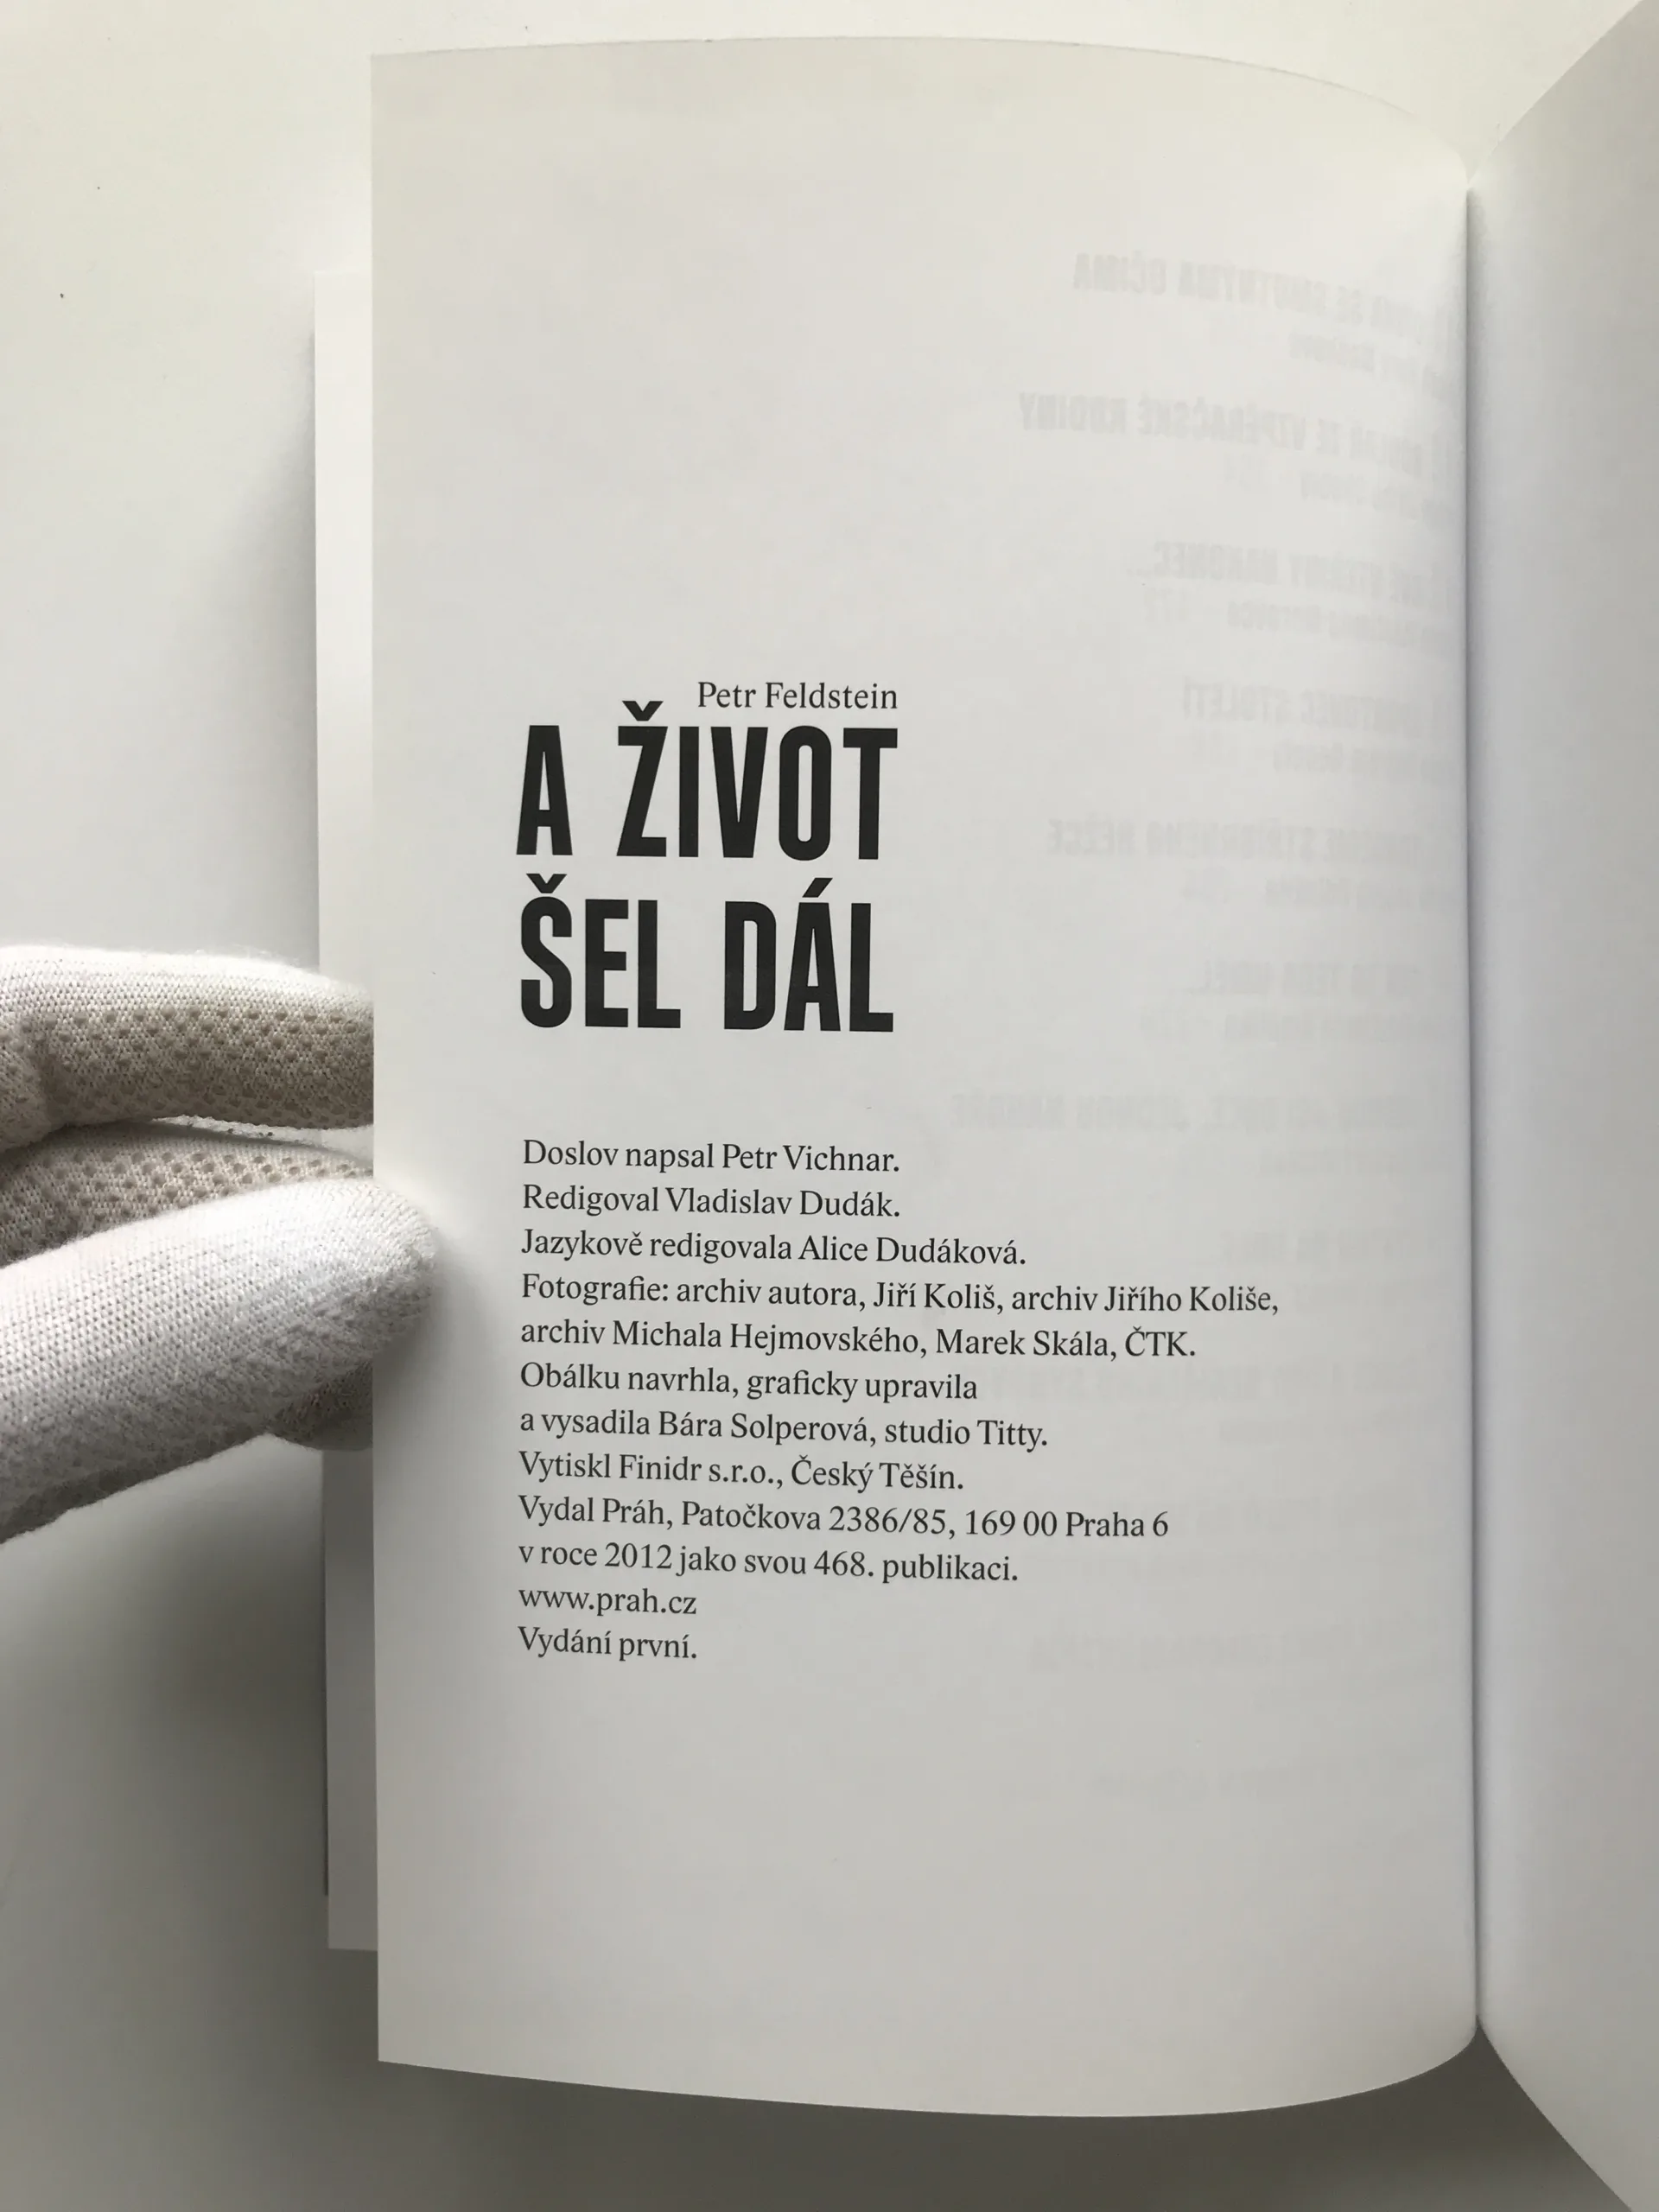 Petr Feldstein
A ŽIVOT
ŠEL DÁL
Doslov napsal Petr Vichnar.
Redigoval Vladislav Dudák.
Jazykově redigovala Alice Dudáková.
Fotografie: archiv autora, Jiří Koliš, archiv Jiřího Koliše,
archiv Michala Hejmovského, Marek Skála, ČTK.
Obálku navrhla, graficky upravila
a vysadila Bára Solperová, studio Titty.
Vytiskl Finidr s.r.o., Český Těšín.
Vydal Práh, Patočkova 2386/85, 169 00 Praha 6
v roce 2012 jako svou 468. publikaci.
www.prah.cz
Vydání první.